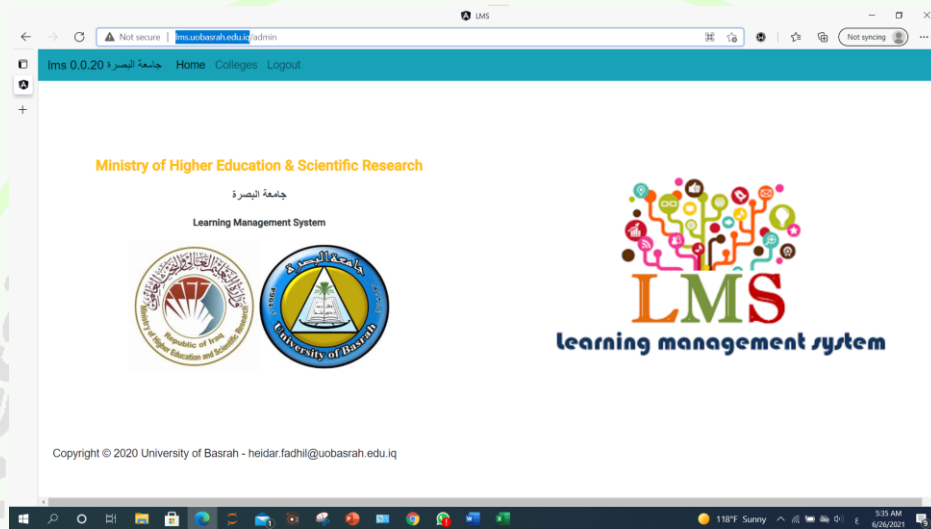 LMS
Not secure | lms.uobasrah.edu.iq/admin
Not syncing
lms 0.0.20 جامعة البصرة Home Colleges Logout
Ministry of Higher Education & Scientific Research
جامعة البصرة
Learning Management System
Republic of Iraq
Ministry of Higher Education and Scientific Research
جامعة البصرة
1964
University of Basrah
LMS
Learning management system
Copyright © 2020 University of Basrah - heidar.fadhil@uobasrah.edu.iq
118°F Sunny
5:35 AM
6/26/2021